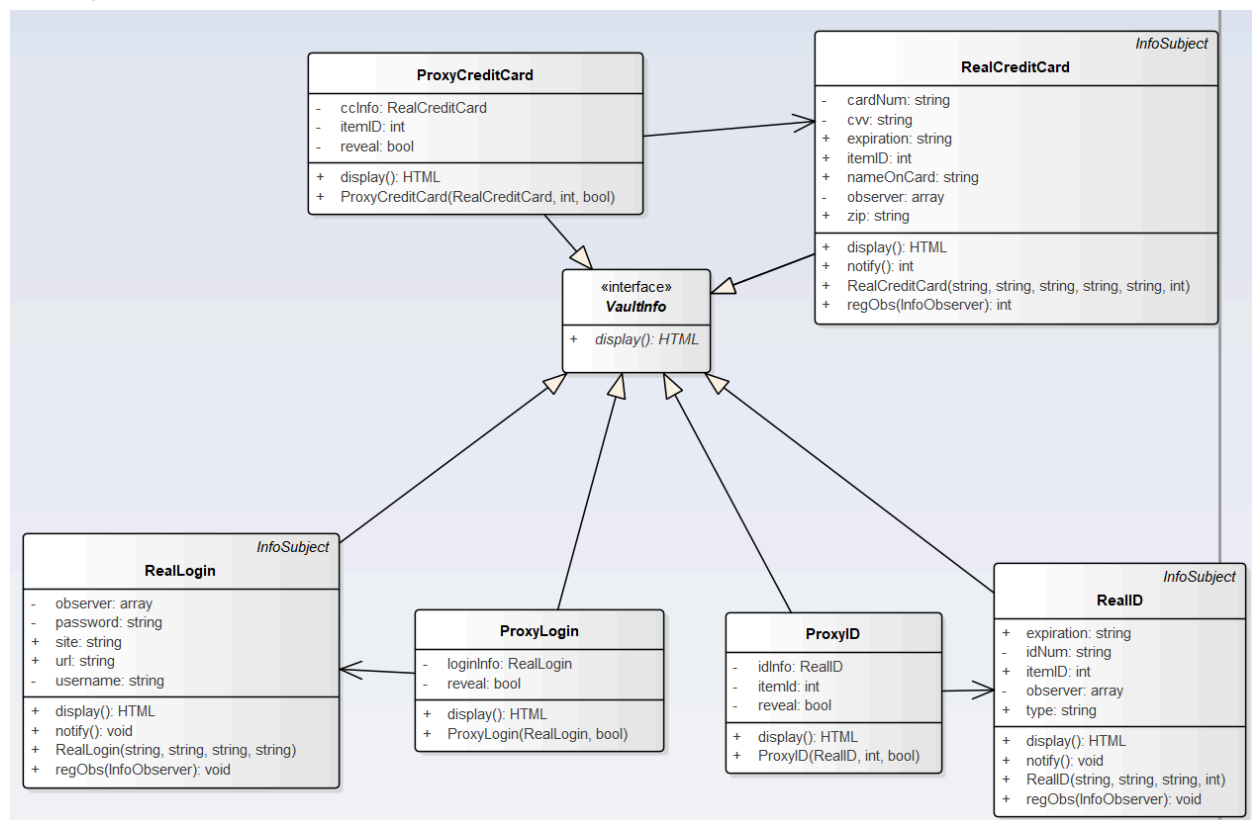 ProxyCreditCard
- ccInfo: RealCreditCard
- itemID: int
- reveal: bool
+ display(): HTML
+ ProxyCreditCard(RealCreditCard, int, bool)
InfoSubject
RealCreditCard
- cardNum: string
- cvv: string
+ expiration: string
+ itemID: int
+ nameOnCard: string
- observer: array
+ zip: string
+ display(): HTML
+ notify(): int
+ RealCreditCard(string, string, string, string, string, int)
+ regObs(InfoObserver): int
«interface»
VaultInfo
+ display(): HTML
InfoSubject
RealLogin
- observer: array
- password: string
+ site: string
+ url: string
- username: string
+ display(): HTML
+ notify(): void
+ RealLogin(string, string, string, string)
+ regObs(InfoObserver): void
ProxyLogin
- loginInfo: RealLogin
- reveal: bool
+ display(): HTML
+ ProxyLogin(RealLogin, bool)
ProxyID
- idInfo: RealID
- itemId: int
- reveal: bool
+ display(): HTML
+ ProxyID(RealID, int, bool)
InfoSubject
RealID
+ expiration: string
- idNum: string
+ itemID: int
- observer: array
+ type: string
+ display(): HTML
+ notify(): void
+ RealID(string, string, string, int)
+ regObs(InfoObserver): void